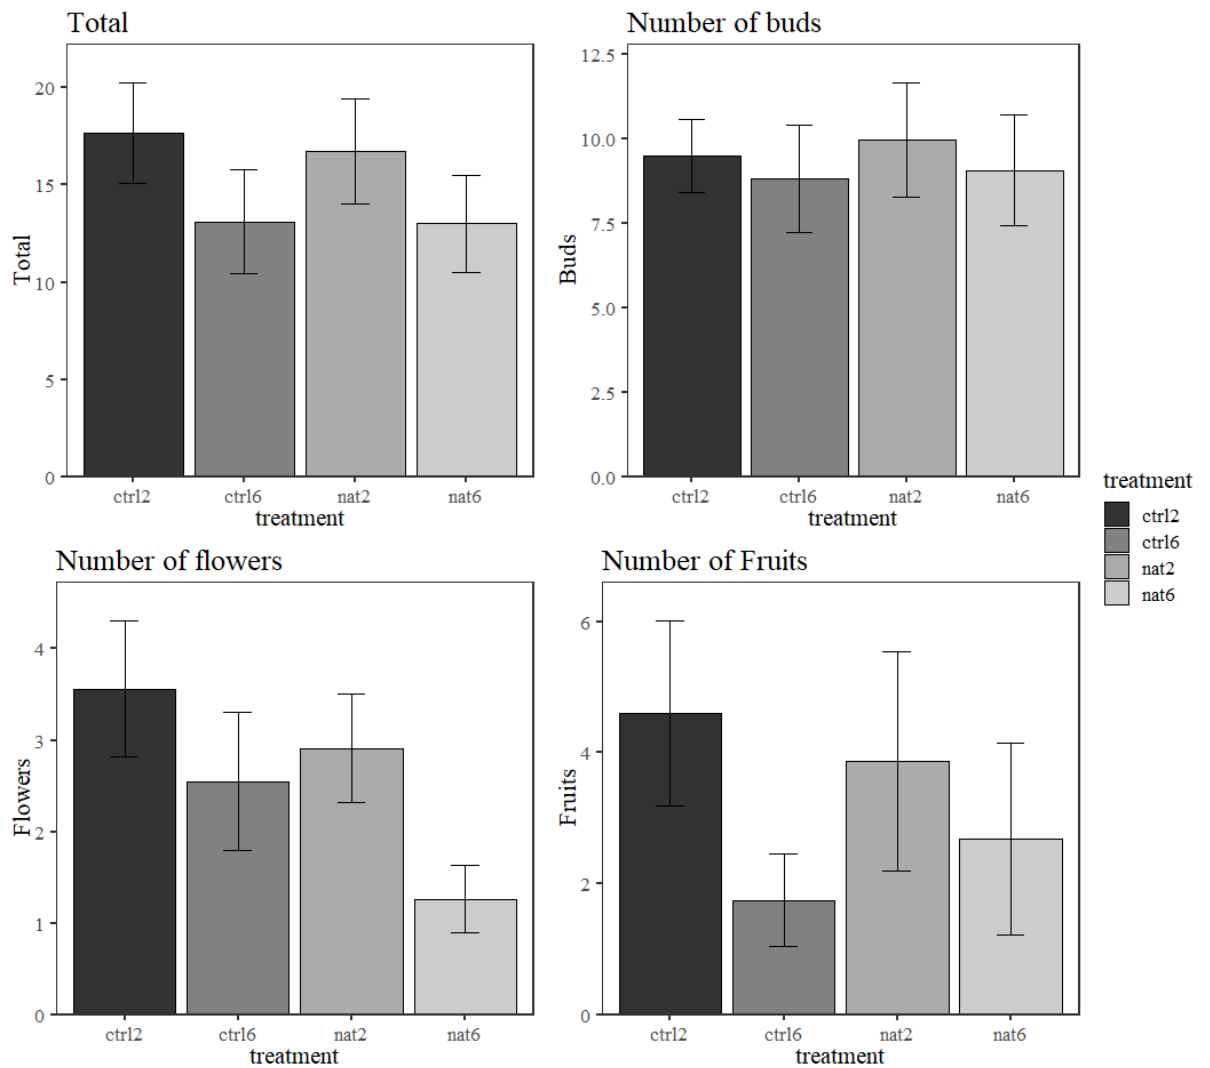 Total
20
15
10
5
0
Total
ctrl2 ctrl6 nat2 nat6
treatment
Number of buds
12.5
10.0
7.5
5.0
2.5
0.0
Buds
ctrl2 ctrl6 nat2 nat6
treatment
Number of flowers
4
3
2
1
0
Flowers
ctrl2 ctrl6 nat2 nat6
treatment
Number of Fruits
6
4
2
0
Fruits
ctrl2 ctrl6 nat2 nat6
treatment
treatment
ctrl2
ctrl6
nat2
nat6